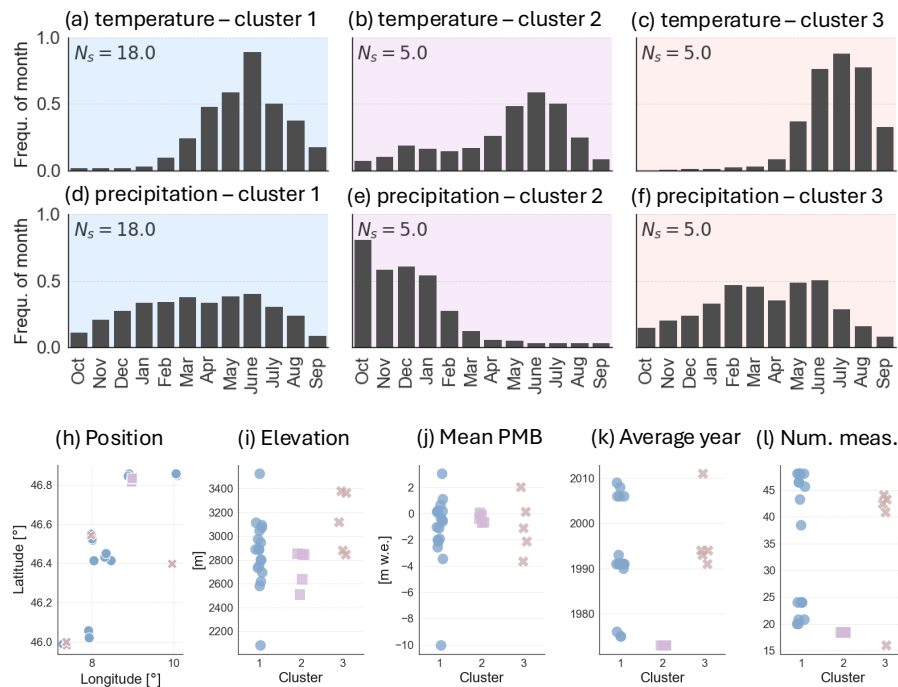 (a) temperature – cluster 1
(b) temperature – cluster 2
(c) temperature – cluster 3
Frequ. of month
1.0
0.5
0.0
Ns = 18.0
Ns = 5.0
Ns = 5.0
(d) precipitation – cluster 1
(e) precipitation – cluster 2
(f) precipitation – cluster 3
Frequ. of month
1.0
0.5
0.0
Ns = 18.0
Ns = 5.0
Ns = 5.0
Oct Nov Dec Jan Feb Mar Apr May June July Aug Sep
Oct Nov Dec Jan Feb Mar Apr May June July Aug Sep
Oct Nov Dec Jan Feb Mar Apr May June July Aug Sep
(h) Position
Latitude [°]
46.8
46.6
46.4
46.2
46.0
8 10
Longitude [°]
(i) Elevation
[m]
3400
3200
3000
2800
2600
2400
2200
1 2 3
Cluster
(j) Mean PMB
[m w.e.]
2
0
−2
−4
−6
−8
−10
1 2 3
Cluster
(k) Average year
2010
2000
1990
1980
1 2 3
Cluster
(l) Num. meas.
45
40
35
30
25
20
15
1 2 3
Cluster